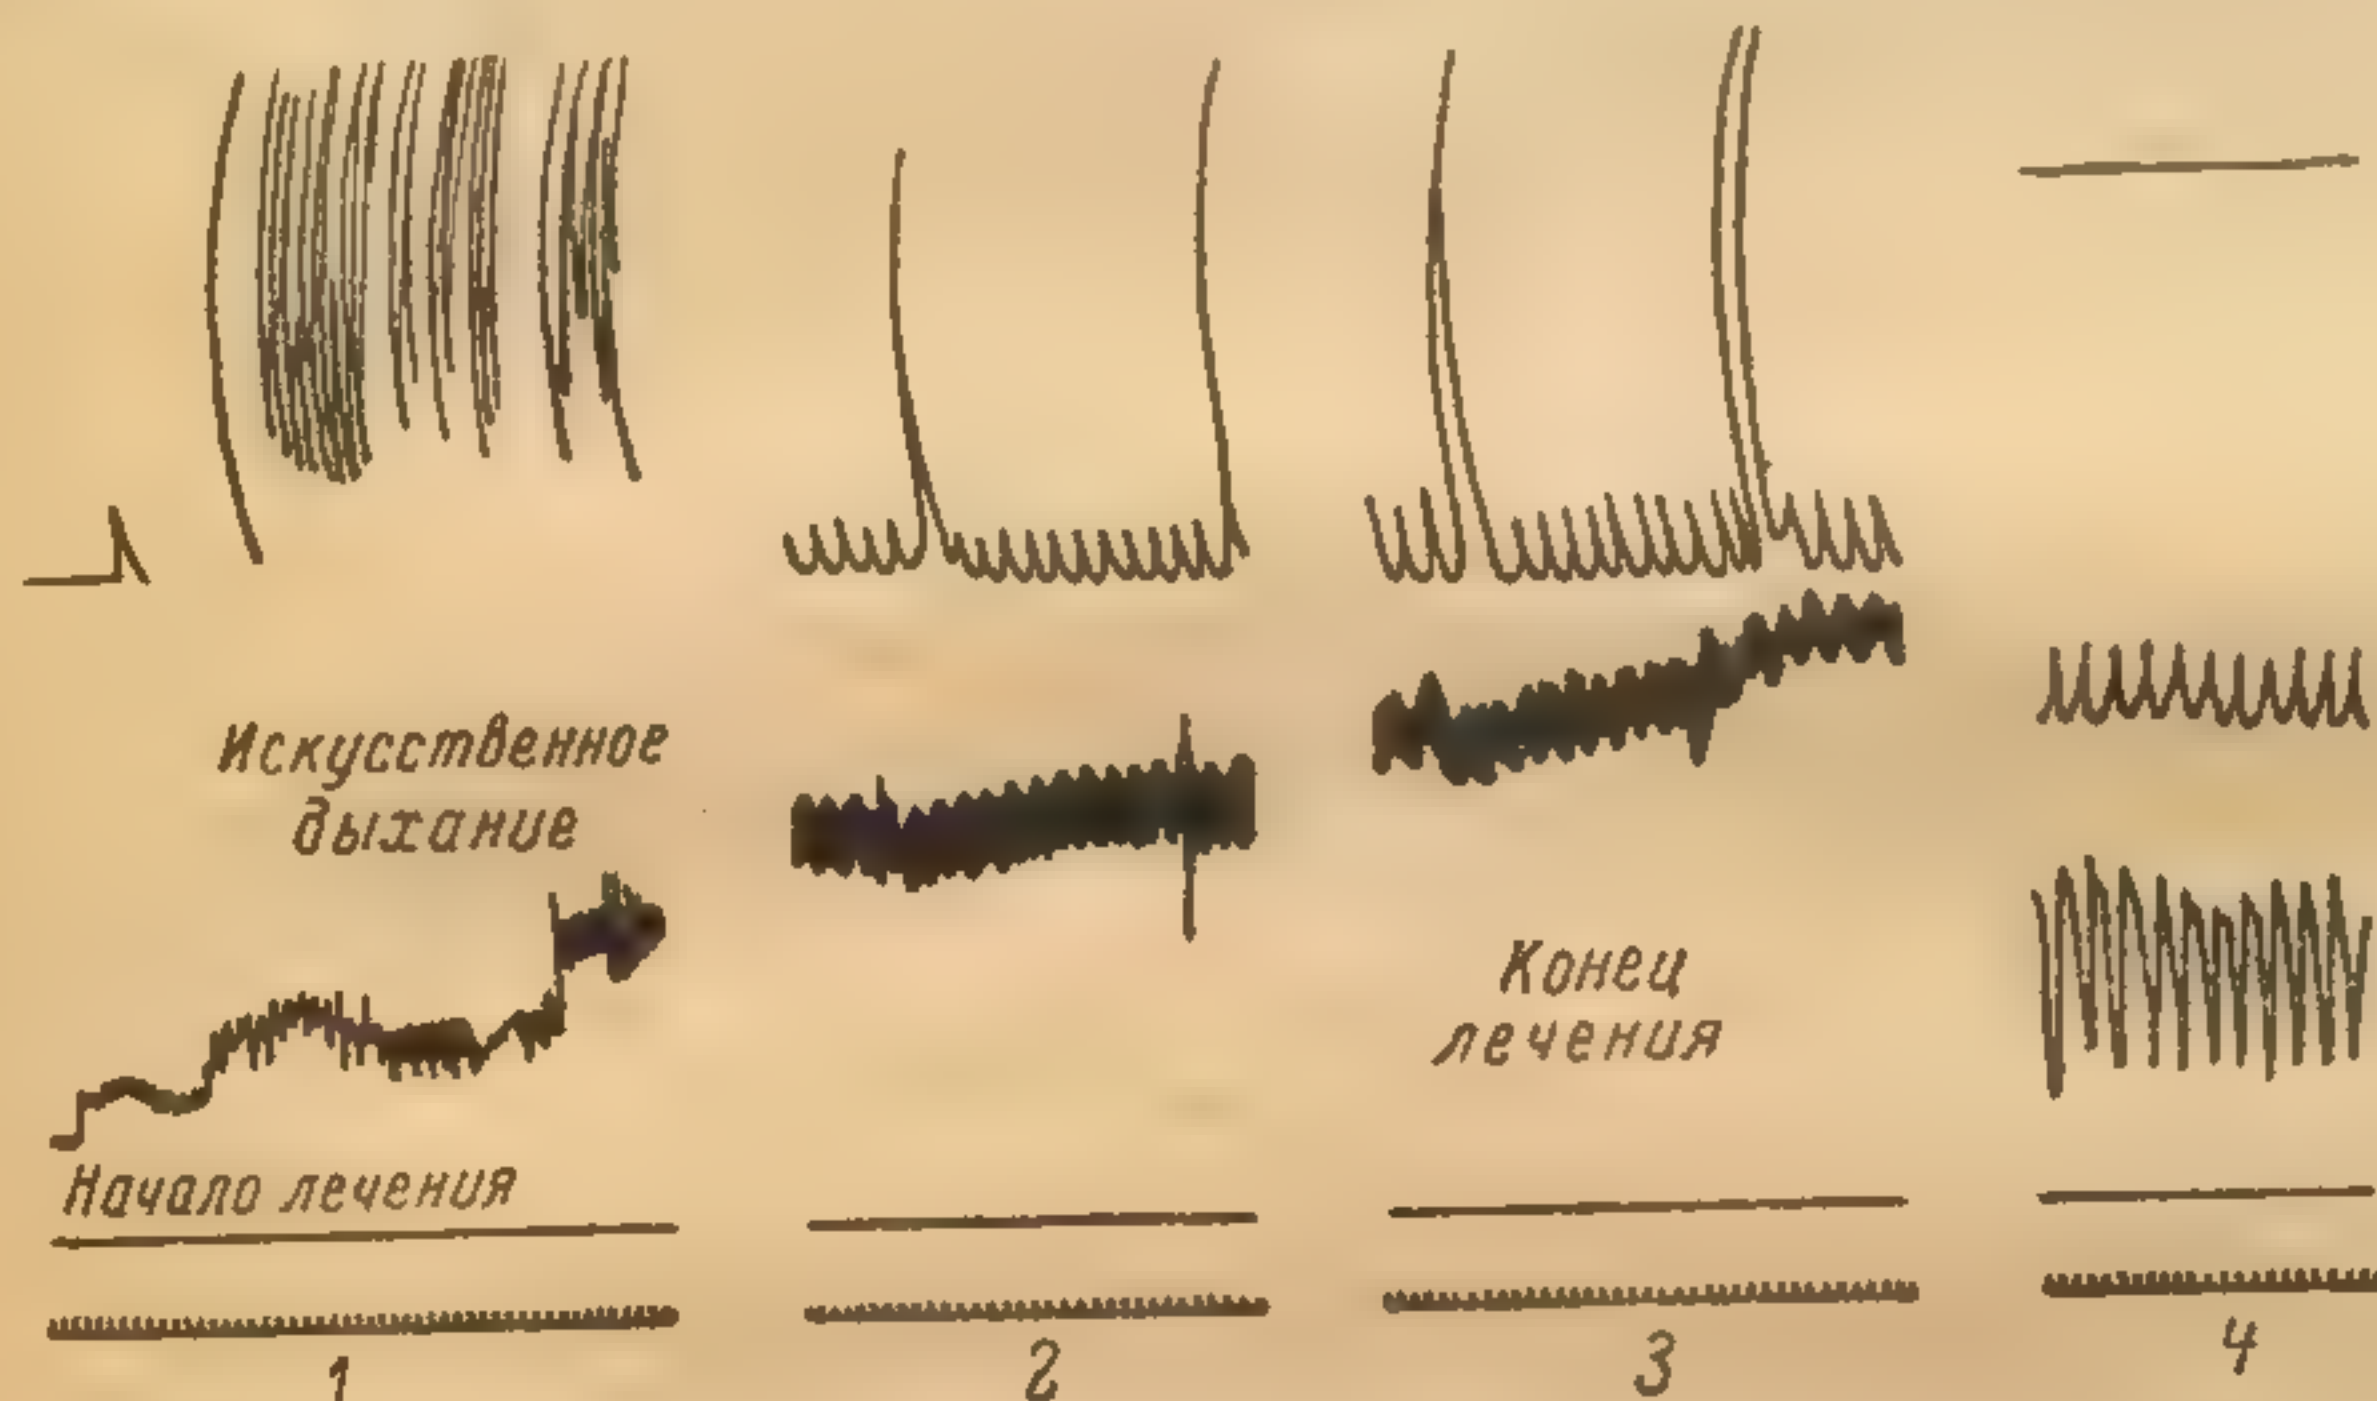 Искусственное
дыхание
Конец
лечения
Начало лечения
1
2
3
4